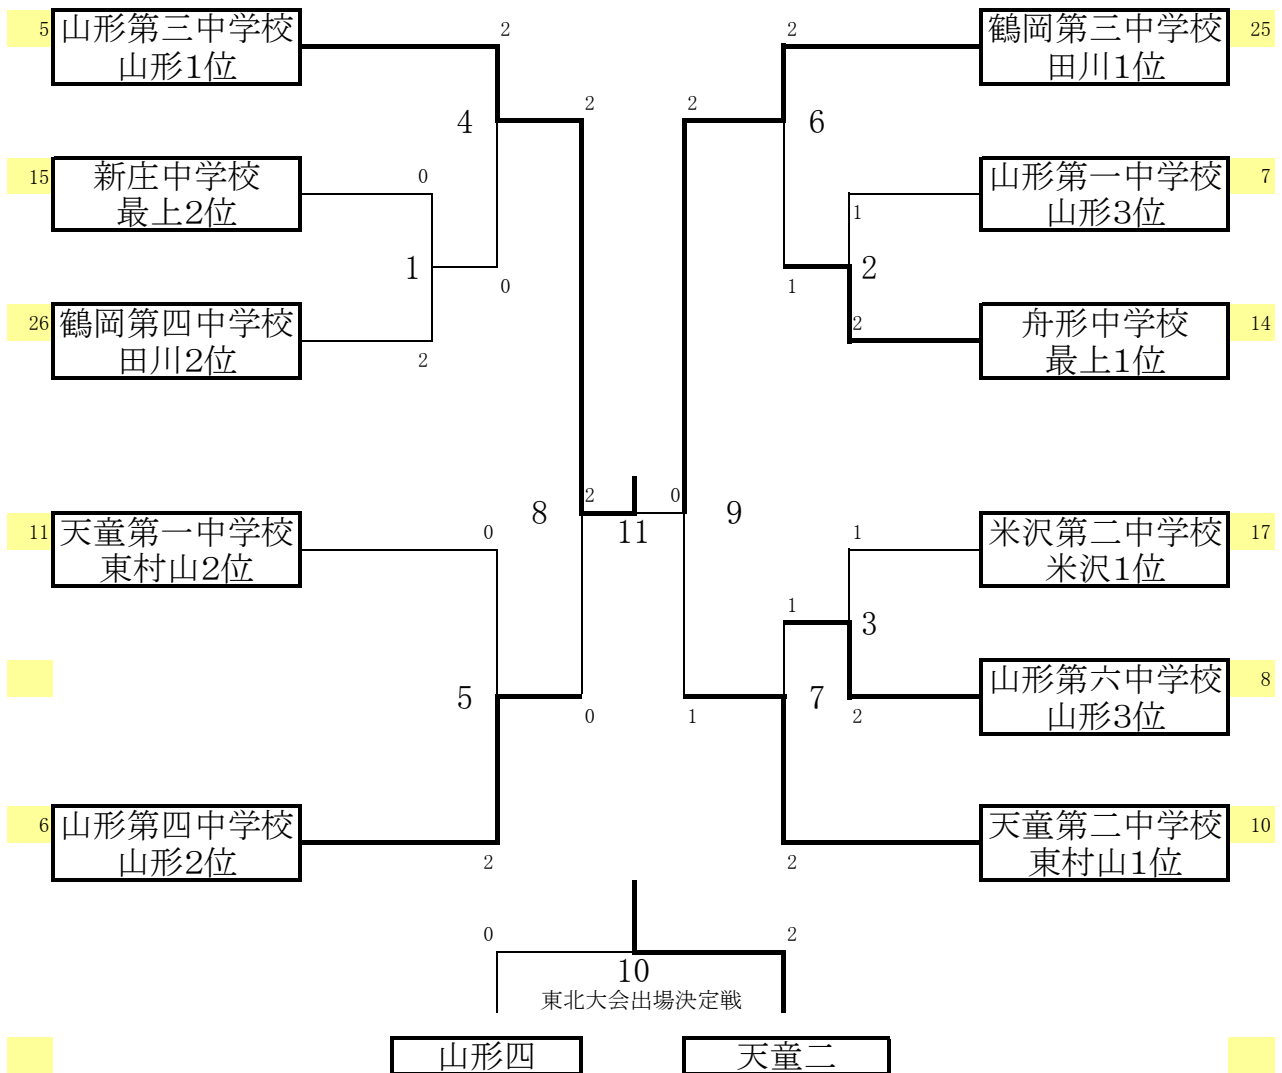 5
山形第三中学校
山形1位
2
2
鶴岡第三中学校
田川1位
25
2
2
4
6
15
新庄中学校
最上2位
0
山形第一中学校
山形3位
7
1
1
2
0
1
26
鶴岡第四中学校
田川2位
2
2
舟形中学校
最上1位
14
8
2
11
0
9
11
天童第一中学校
東村山2位
0
1
米沢第二中学校
米沢1位
17
1
3
5
0
1
7
2
山形第六中学校
山形3位
8
6
山形第四中学校
山形2位
2
2
天童第二中学校
東村山1位
10
0
2
10
東北大会出場決定戦
山形四
天童二